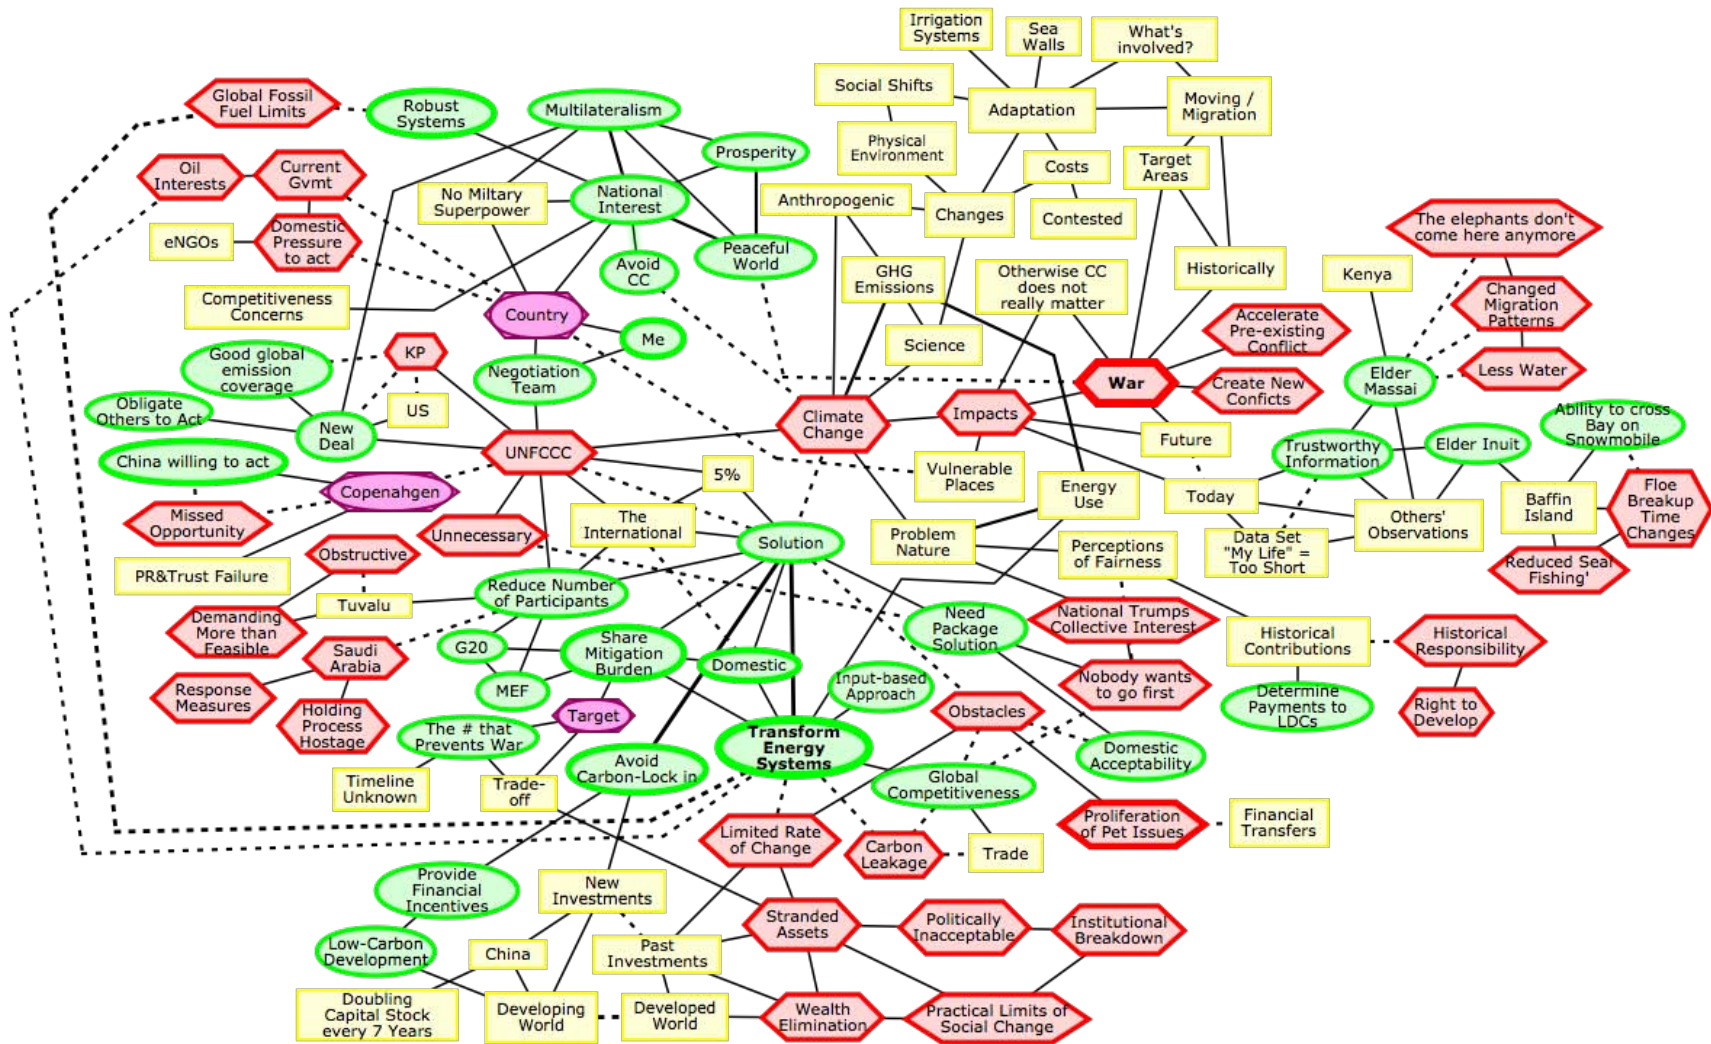 Irrigation
Systems
Sea
Walls
What's
involved?
Global Fossil
Fuel Limits
Robust
Systems
Multilateralism
Social Shifts
Adaptation
Moving /
Migration
Physical
Environment
Prosperity
Costs
Target
Areas
Oil
Interests
Current
Gvmt
No Miltary
Superpower
National
Interest
Anthropogenic
Changes
Contested
The elephants don't
come here anymore
eNGOs
Domestic
Pressure
to act
Avoid
CC
Peaceful
World
GHG
Emissions
Otherwise CC
does not
really matter
Historically
Kenya
Changed
Migration
Patterns
Competitiveness
Concerns
Country
Me
Science
Accelerate
Pre-existing
Conflict
Good global
emission
coverage
KP
Negotiation
Team
War
Create New
Conficts
Elder
Massai
Less Water
Obligate
Others to Act
US
New
Deal
Climate
Change
Impacts
Future
Trustworthy
Information
Elder Inuit
Ability to cross
Bay on
Snowmobile
China willing to act
UNFCCC
5%
Vulnerable
Places
Energy
Use
Today
Copenahgen
Missed
Opportunity
Unnecessary
The
International
Solution
Problem
Nature
Perceptions
of Fairness
Data Set
"My Life" =
Too Short
Others'
Observations
Baffin
Island
Floe
Breakup
Time
Changes
Reduced Seal
Fishing'
PR&Trust Failure
Obstructive
Tuvalu
Reduce Number
of Participants
Need
Package
Solution
National Trumps
Collective Interest
Demanding
More than
Feasible
Saudi
Arabia
G20
Share
Mitigation
Burden
Domestic
Historical
Contributions
Historical
Responsibility
Response
Measures
Holding
Process
Hostage
MEF
Target
Input-based
Approach
Obstacles
Nobody wants
to go first
Determine
Payments to
LDCs
Right to
Develop
The # that
Prevents War
Transform
Energy
Systems
Domestic
Acceptability
Timeline
Unknown
Trade-
off
Avoid
Carbon-Lock in
Global
Competitiveness
Limited Rate
of Change
Carbon
Leakage
Trade
Proliferation
of Pet Issues
Financial
Transfers
Provide
Financial
Incentives
New
Investments
Stranded
Assets
Politically
Inacceptable
Institutional
Breakdown
Low-Carbon
Development
China
Past
Investments
Doubling
Capital Stock
every 7 Years
Developing
World
Developed
World
Wealth
Elimination
Practical Limits of
Social Change